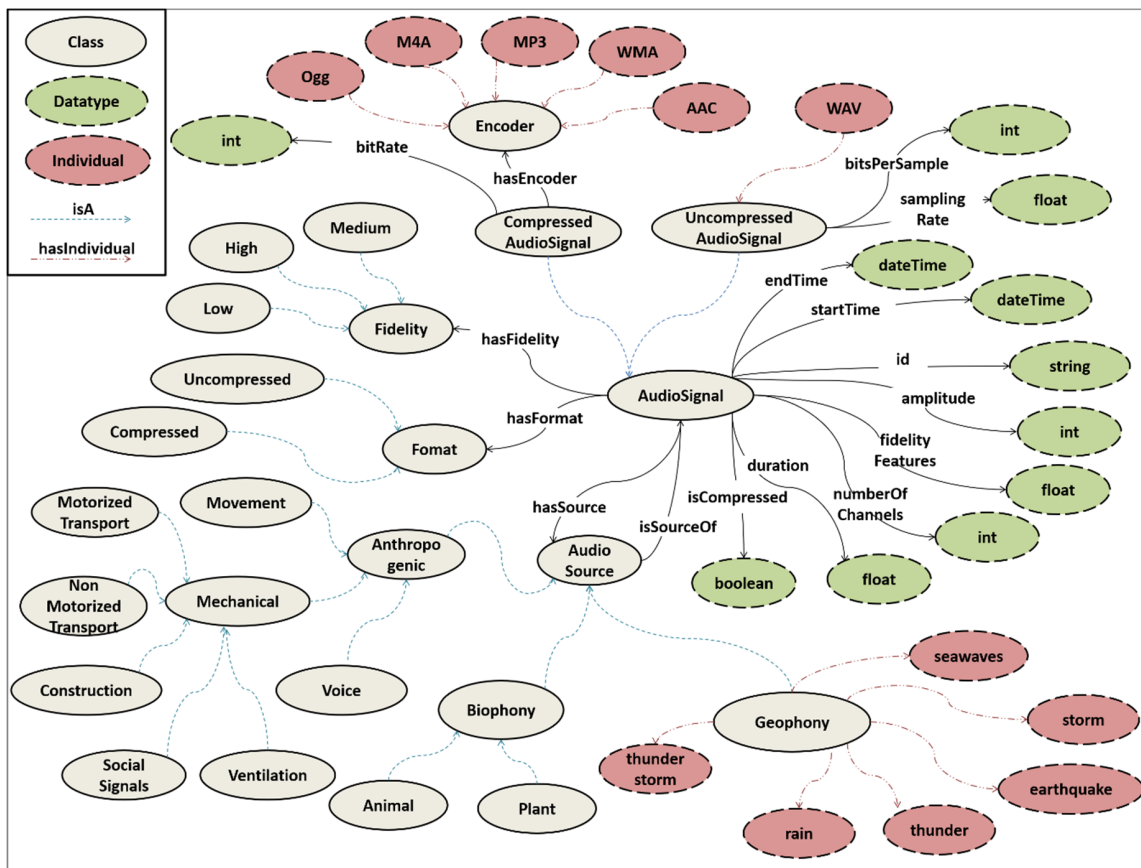 Class
Datatype
Individual
isA
hasIndividual
M4A
MP3
WMA
Ogg
AAC
WAV
Encoder
int
bitRate
hasEncoder
bitsPerSample
int
Compressed
AudioSignal
Uncompressed
AudioSignal
sampling
Rate
float
Medium
High
Low
Fidelity
hasFidelity
endTime
dateTime
startTime
dateTime
Uncompressed
Compressed
Fomat
hasFormat
AudioSignal
id
string
amplitude
int
fidelity
Features
float
numberOf
Channels
int
duration
float
isCompressed
boolean
hasSource
isSourceOf
Audio
Source
Movement
Motorized
Transport
Anthropo
genic
Non
Motorized
Transport
Mechanical
Construction
Voice
Social
Signals
Ventilation
Biophony
Animal
Plant
Geophony
seawaves
storm
thunder
storm
earthquake
rain
thunder